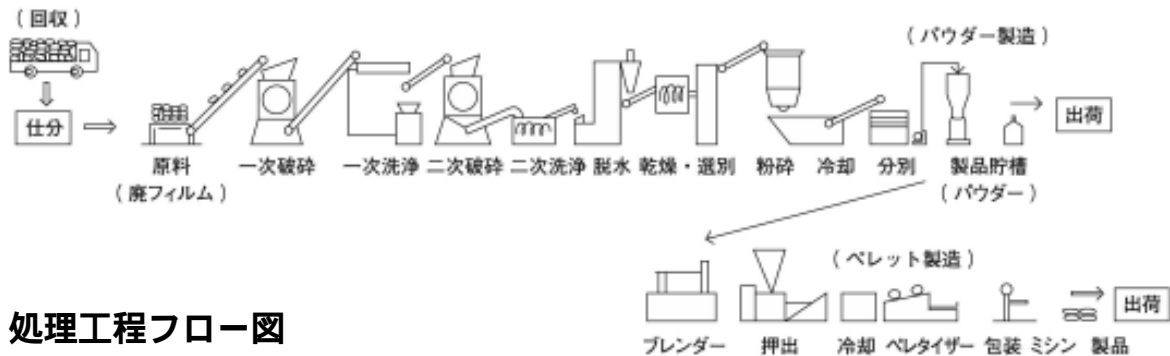 (回収)
(パウダー製造)
仕分
出荷
原料 一次破砕 一次洗浄 二次破砕 二次洗浄 脱水 乾燥・選別 粉砕 冷却 分別 製品貯槽
(廃フィルム) (パウダー)
(ペレット製造)
出荷
処理工程フロー図
ブレンダー 押出 冷却 ペレタイザー 包装 ミシン 製品